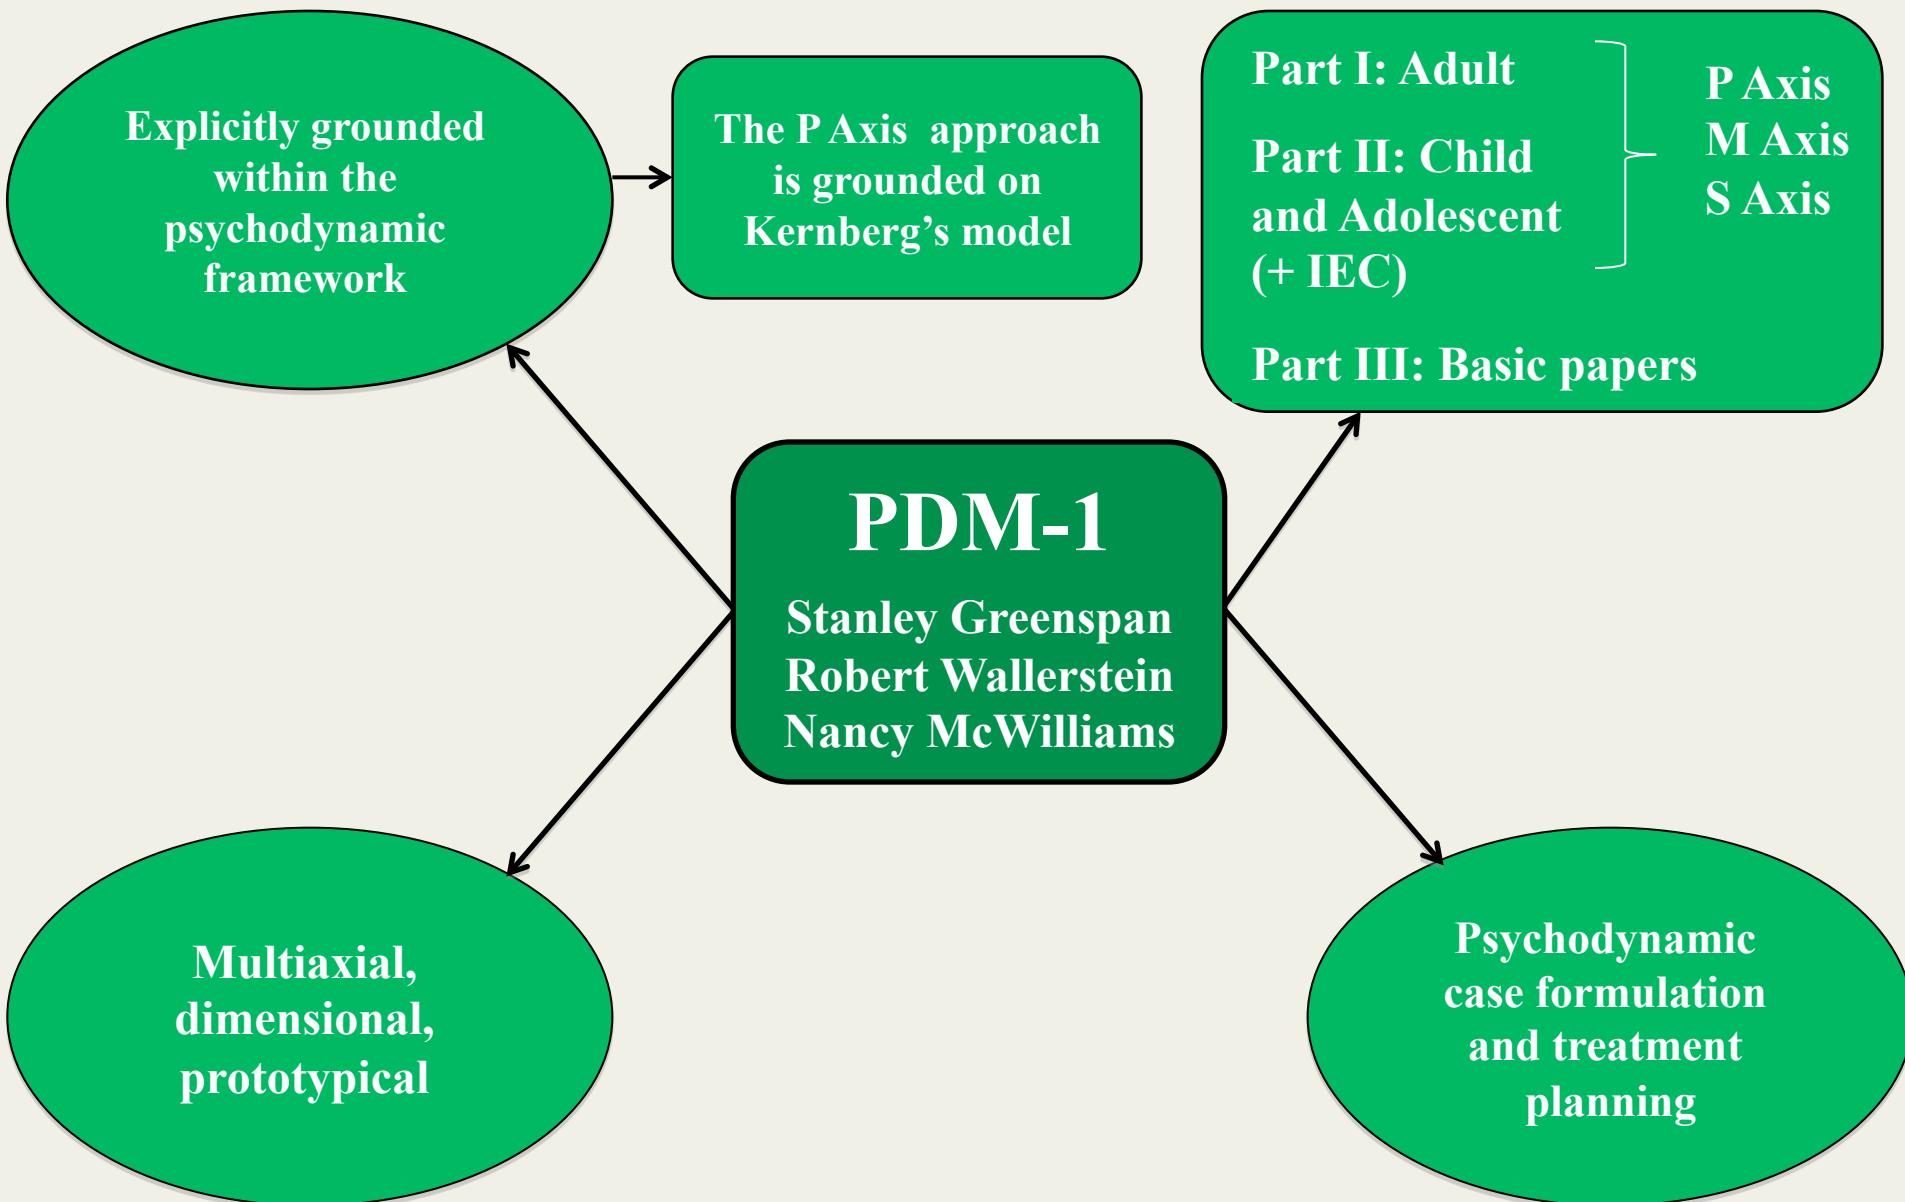 Explicitly grounded
within the
psychodynamic
framework
The P Axis approach
is grounded on
Kernberg’s model
Part I: Adult
Part II: Child
and Adolescent
(+ IEC)
Part III: Basic papers
P Axis
M Axis
S Axis
PDM-1
Stanley Greenspan
Robert Wallerstein
Nancy McWilliams
Multiaxial,
dimensional,
prototypical
Psychodynamic
case formulation
and treatment
planning